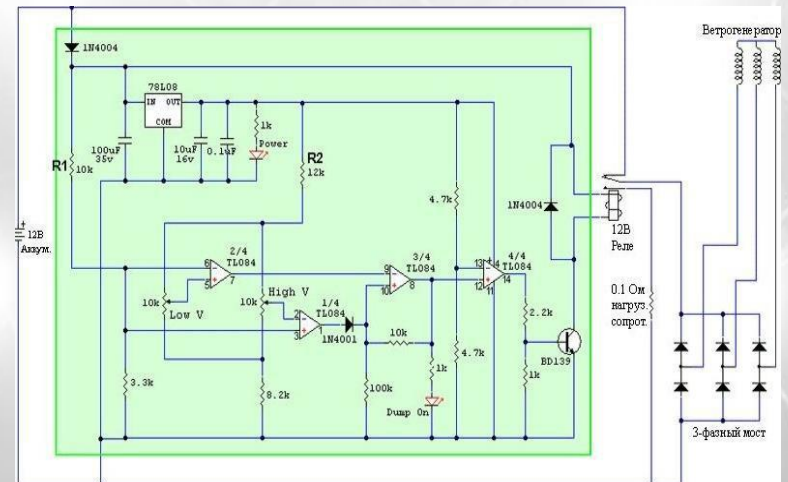 Ветрогенератор
1N4004
78L08
IN OUT
COM
100uF
35v
10uF
16v
0.1uF
1k
Power
R1
10k
R2
12k
4.7k
1N4004
12В
Реле
12В
Аккум.
2/4
TL084
6
5
7
10k
Low V
10k
High V
1/4
TL084
2
3
1
1N4001
3/4
TL084
9
10
8
4/4
TL084
13
12
4
11
14
2.2k
0.1 Ом
нагруз.
сопрот.
10k
1k
4.7k
BD139
1k
3.3k
8.2k
100k
Dump On
3-фазный мост